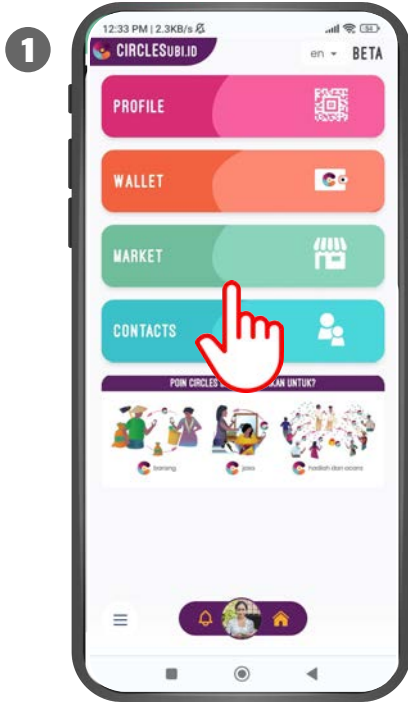 1
12:33 PM | 2.3KB/s
CIRCLESUBI.ID
en
BETA
PROFILE
WALLET
MARKET
CONTACTS
POIN CIRCLES UNTUK?
barang
jasa
hadiah dan acara